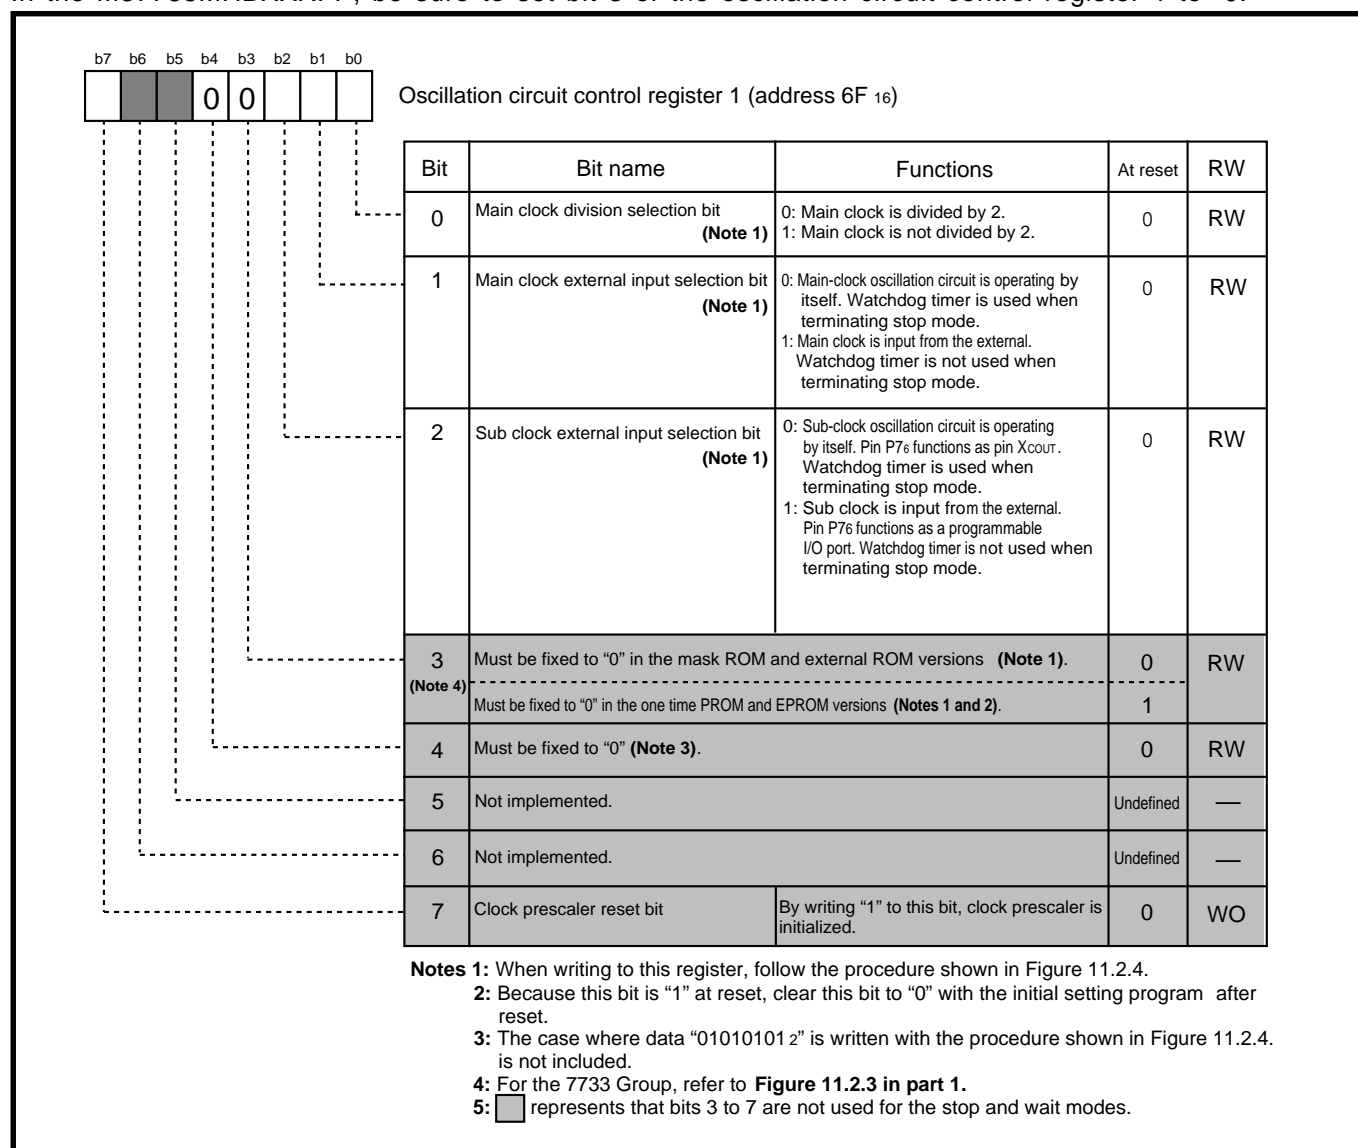 b7 b6 b5 b4 b3 b2 b1 b0
0 0
Oscillation circuit control register 1 (address 6F 16)
Bit Bit name Functions At reset RW
0 Main clock division selection bit (Note 1) 0: Main clock is divided by 2. 0 RW
1: Main clock is not divided by 2.
1 Main clock external input selection bit (Note 1) 0: Main-clock oscillation circuit is operating by 0 RW
itself. Watchdog timer is used when
terminating stop mode.
1: Main clock is input from the external.
Watchdog timer is not used when
terminating stop mode.
2 Sub clock external input selection bit (Note 1) 0: Sub-clock oscillation circuit is operating 0 RW
by itself. Pin P76 functions as pin XCOUT.
Watchdog timer is used when
terminating stop mode.
1: Sub clock is input from the external.
Pin P76 functions as a programmable
I/O port. Watchdog timer is not used when
terminating stop mode.
3 Must be fixed to “0” in the mask ROM and external ROM versions (Note 1). 0 RW
(Note 4)
Must be fixed to “0” in the one time PROM and EPROM versions (Notes 1 and 2). 1
4 Must be fixed to “0” (Note 3). 0 RW
5 Not implemented. Undefined —
6 Not implemented. Undefined —
7 Clock prescaler reset bit By writing “1” to this bit, clock prescaler is 0 WO
initialized.
Notes 1: When writing to this register, follow the procedure shown in Figure 11.2.4.
2: Because this bit is “1” at reset, clear this bit to “0” with the initial setting program after
reset.
3: The case where data “01010101 2” is written with the procedure shown in Figure 11.2.4.
is not included.
4: For the 7733 Group, refer to Figure 11.2.3 in part 1.
5: represents that bits 3 to 7 are not used for the stop and wait modes.